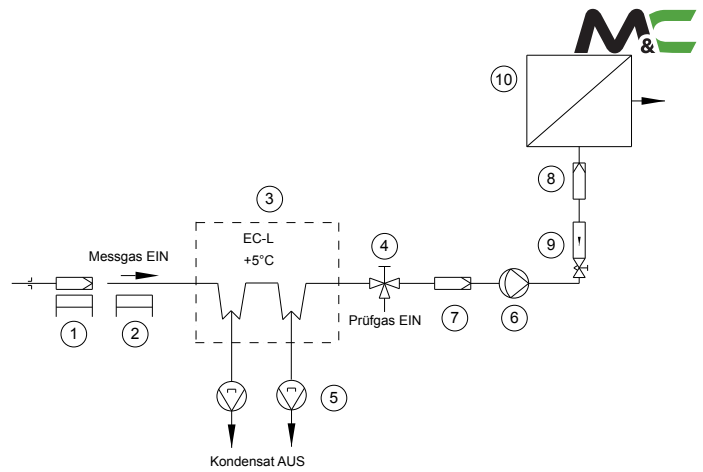 M&C
10
8
3
EC-L
+5°C
9
4
Messgas EIN
Prüfgas EIN
7
6
1
2
5
Kondensat AUS